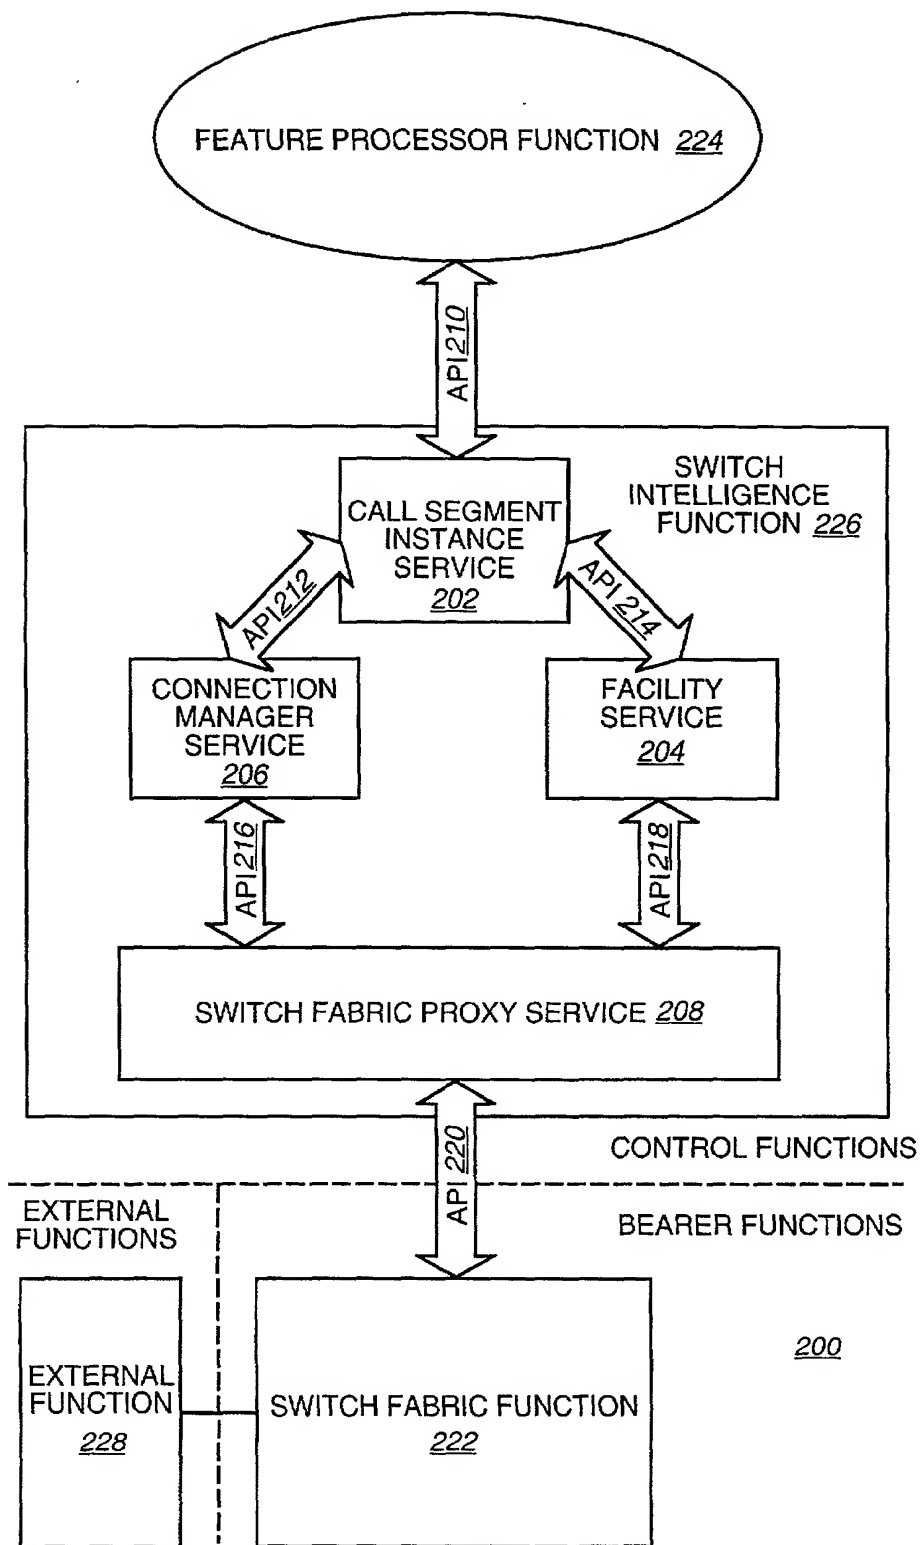 FEATURE PROCESSOR FUNCTION 224
API 210
SWITCH
INTELLIGENCE
FUNCTION 226
CALL SEGMENT
INSTANCE
SERVICE
202
API 212
API 214
CONNECTION
MANAGER
SERVICE
206
FACILITY
SERVICE
204
API 216
API 218
SWITCH FABRIC PROXY SERVICE 208
API 220
CONTROL FUNCTIONS
EXTERNAL
FUNCTIONS
BEARER FUNCTIONS
200
EXTERNAL
FUNCTION
228
SWITCH FABRIC FUNCTION
222